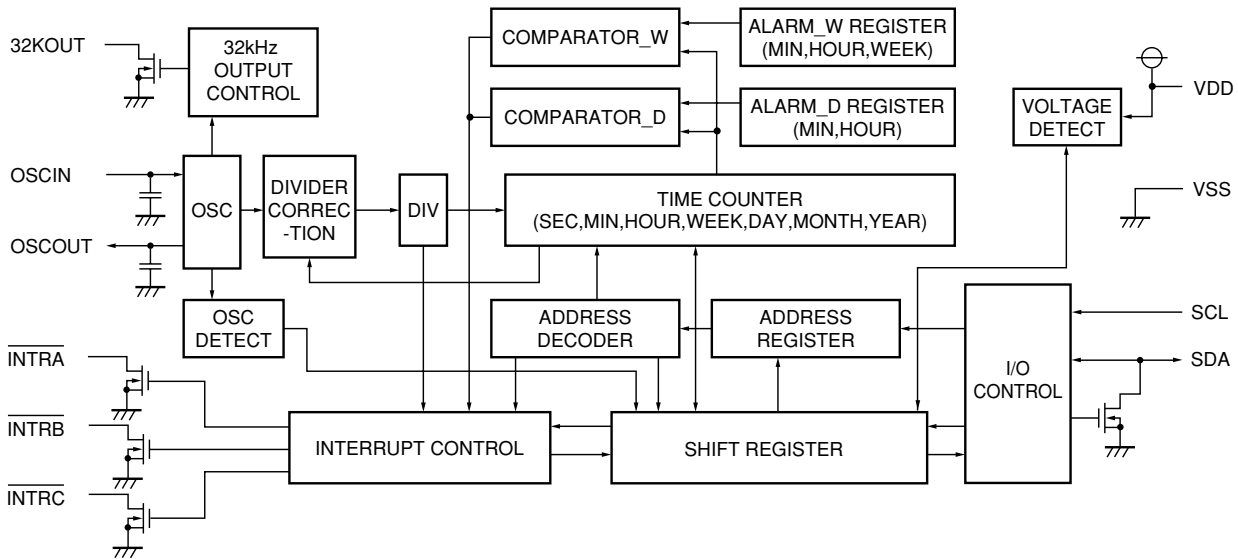 32KOUT
32kHz
OUTPUT
CONTROL
COMPARATOR_W
ALARM_W REGISTER
(MIN,HOUR,WEEK)
COMPARATOR_D
ALARM_D REGISTER
(MIN,HOUR)
VOLTAGE
DETECT
VDD
VSS
OSCIN
OSCOUT
OSC
DIVIDER
CORREC
-TION
DIV
TIME COUNTER
(SEC,MIN,HOUR,WEEK,DAY,MONTH,YEAR)
OSC
DETECT
ADDRESS
DECODER
ADDRESS
REGISTER
I/O
CONTROL
SCL
SDA
INTRA
INTRB
INTRC
INTERRUPT CONTROL
SHIFT REGISTER